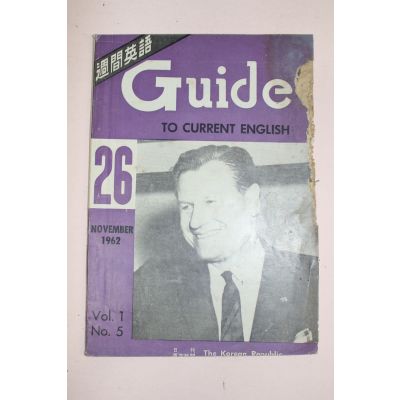 週間英語
Guide
TO CURRENT ENGLISH
26
NOVEMBER
1962
Vol. 1
No. 5
The Korean Republic